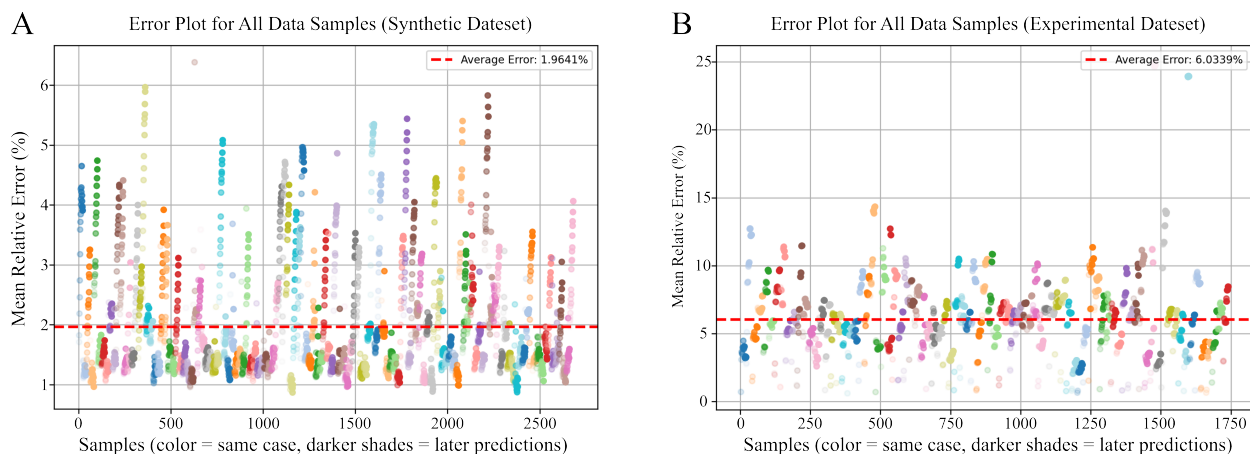 A
Error Plot for All Data Samples (Synthetic Dateset)
Average Error: 1.9641%
Mean Relative Error (%)
6
5
4
3
2
1
0
500
1000
1500
2000
2500
Samples (color = same case, darker shades = later predictions)
B
Error Plot for All Data Samples (Experimental Dateset)
Average Error: 6.0339%
Mean Relative Error (%)
25
20
15
10
5
0
0
250
500
750
1000
1250
1500
1750
Samples (color = same case, darker shades = later predictions)